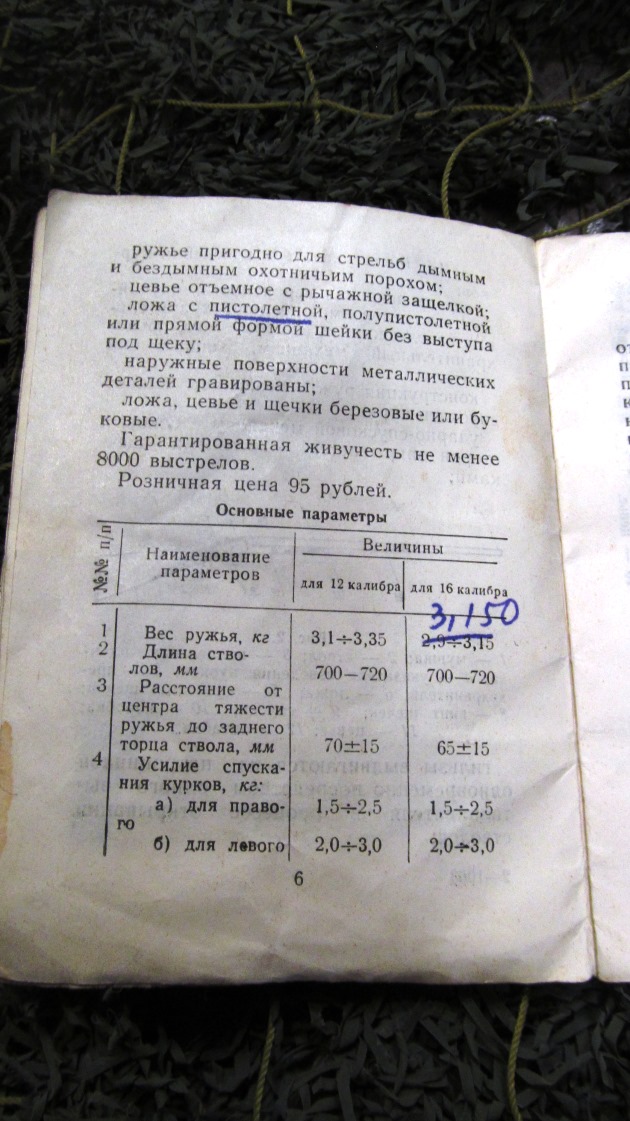 ружье пригодно для стрельб дымным
и бездымным охотничьим порохом;
цевье отъемное с рычажной защелкой;
ложа с пистолетной, полупистолетной
или прямой формой шейки без выступа
под щеку;
наружные поверхности металлических
деталей гравированы;
ложа, цевье и щечки березовые или бу-
ковые.
Гарантированная живучесть не менее
8000 выстрелов.
Розничная цена 95 рублей.
Основные параметры
№№ п/п
Наименование
параметров
Величины
для 12 калибра для 16 калибра
3,150
1 Вес ружья, кг 3,1÷3,35 2,9÷3,15
2 Длина ство-
лов, мм 700—720 700—720
3 Расстояние от
центра тяжести
ружья до заднего
торца ствола, мм 70±15 65±15
4 Усилие спуска-
ния курков, кг:
а) для право-
го 1,5÷2,5 1,5÷2,5
б) для левого 2,0÷3,0 2,0÷3,0
6